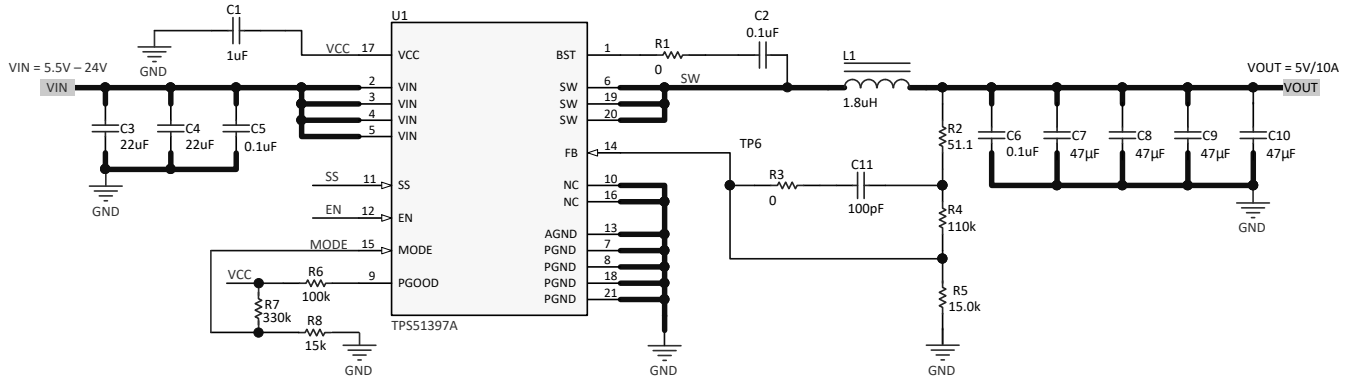 C1
1uF
GND
VIN = 5.5V – 24V
VIN
C3
22uF
C4
22uF
C5
0.1uF
GND
SS
EN
MODE
VCC
R6
100k
R7
330k
R8
15k
GND
U1
VCC 17 VCC
2 VIN
3 VIN
4 VIN
5 VIN
11 SS
12 EN
15 MODE
9 PGOOD
TPS51397A
BST 1
SW 6
SW 19
SW 20
FB 14
NC 10
NC 16
AGND 13
PGND 7
PGND 8
PGND 18
PGND 21
GND
R1
0
C2
0.1uF
SW
L1
1.8uH
TP6
R3
0
C11
100pF
R2
51.1
R4
110k
R5
15.0k
GND
VOUT = 5V/10A
VOUT
C6
0.1uF
C7
47µF
C8
47µF
C9
47µF
C10
47µF
GND